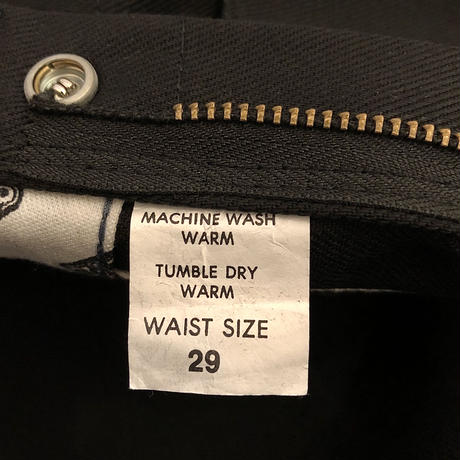 MACHINE WASH
WARM
TUMBLE DRY
WARM
WAIST SIZE
29